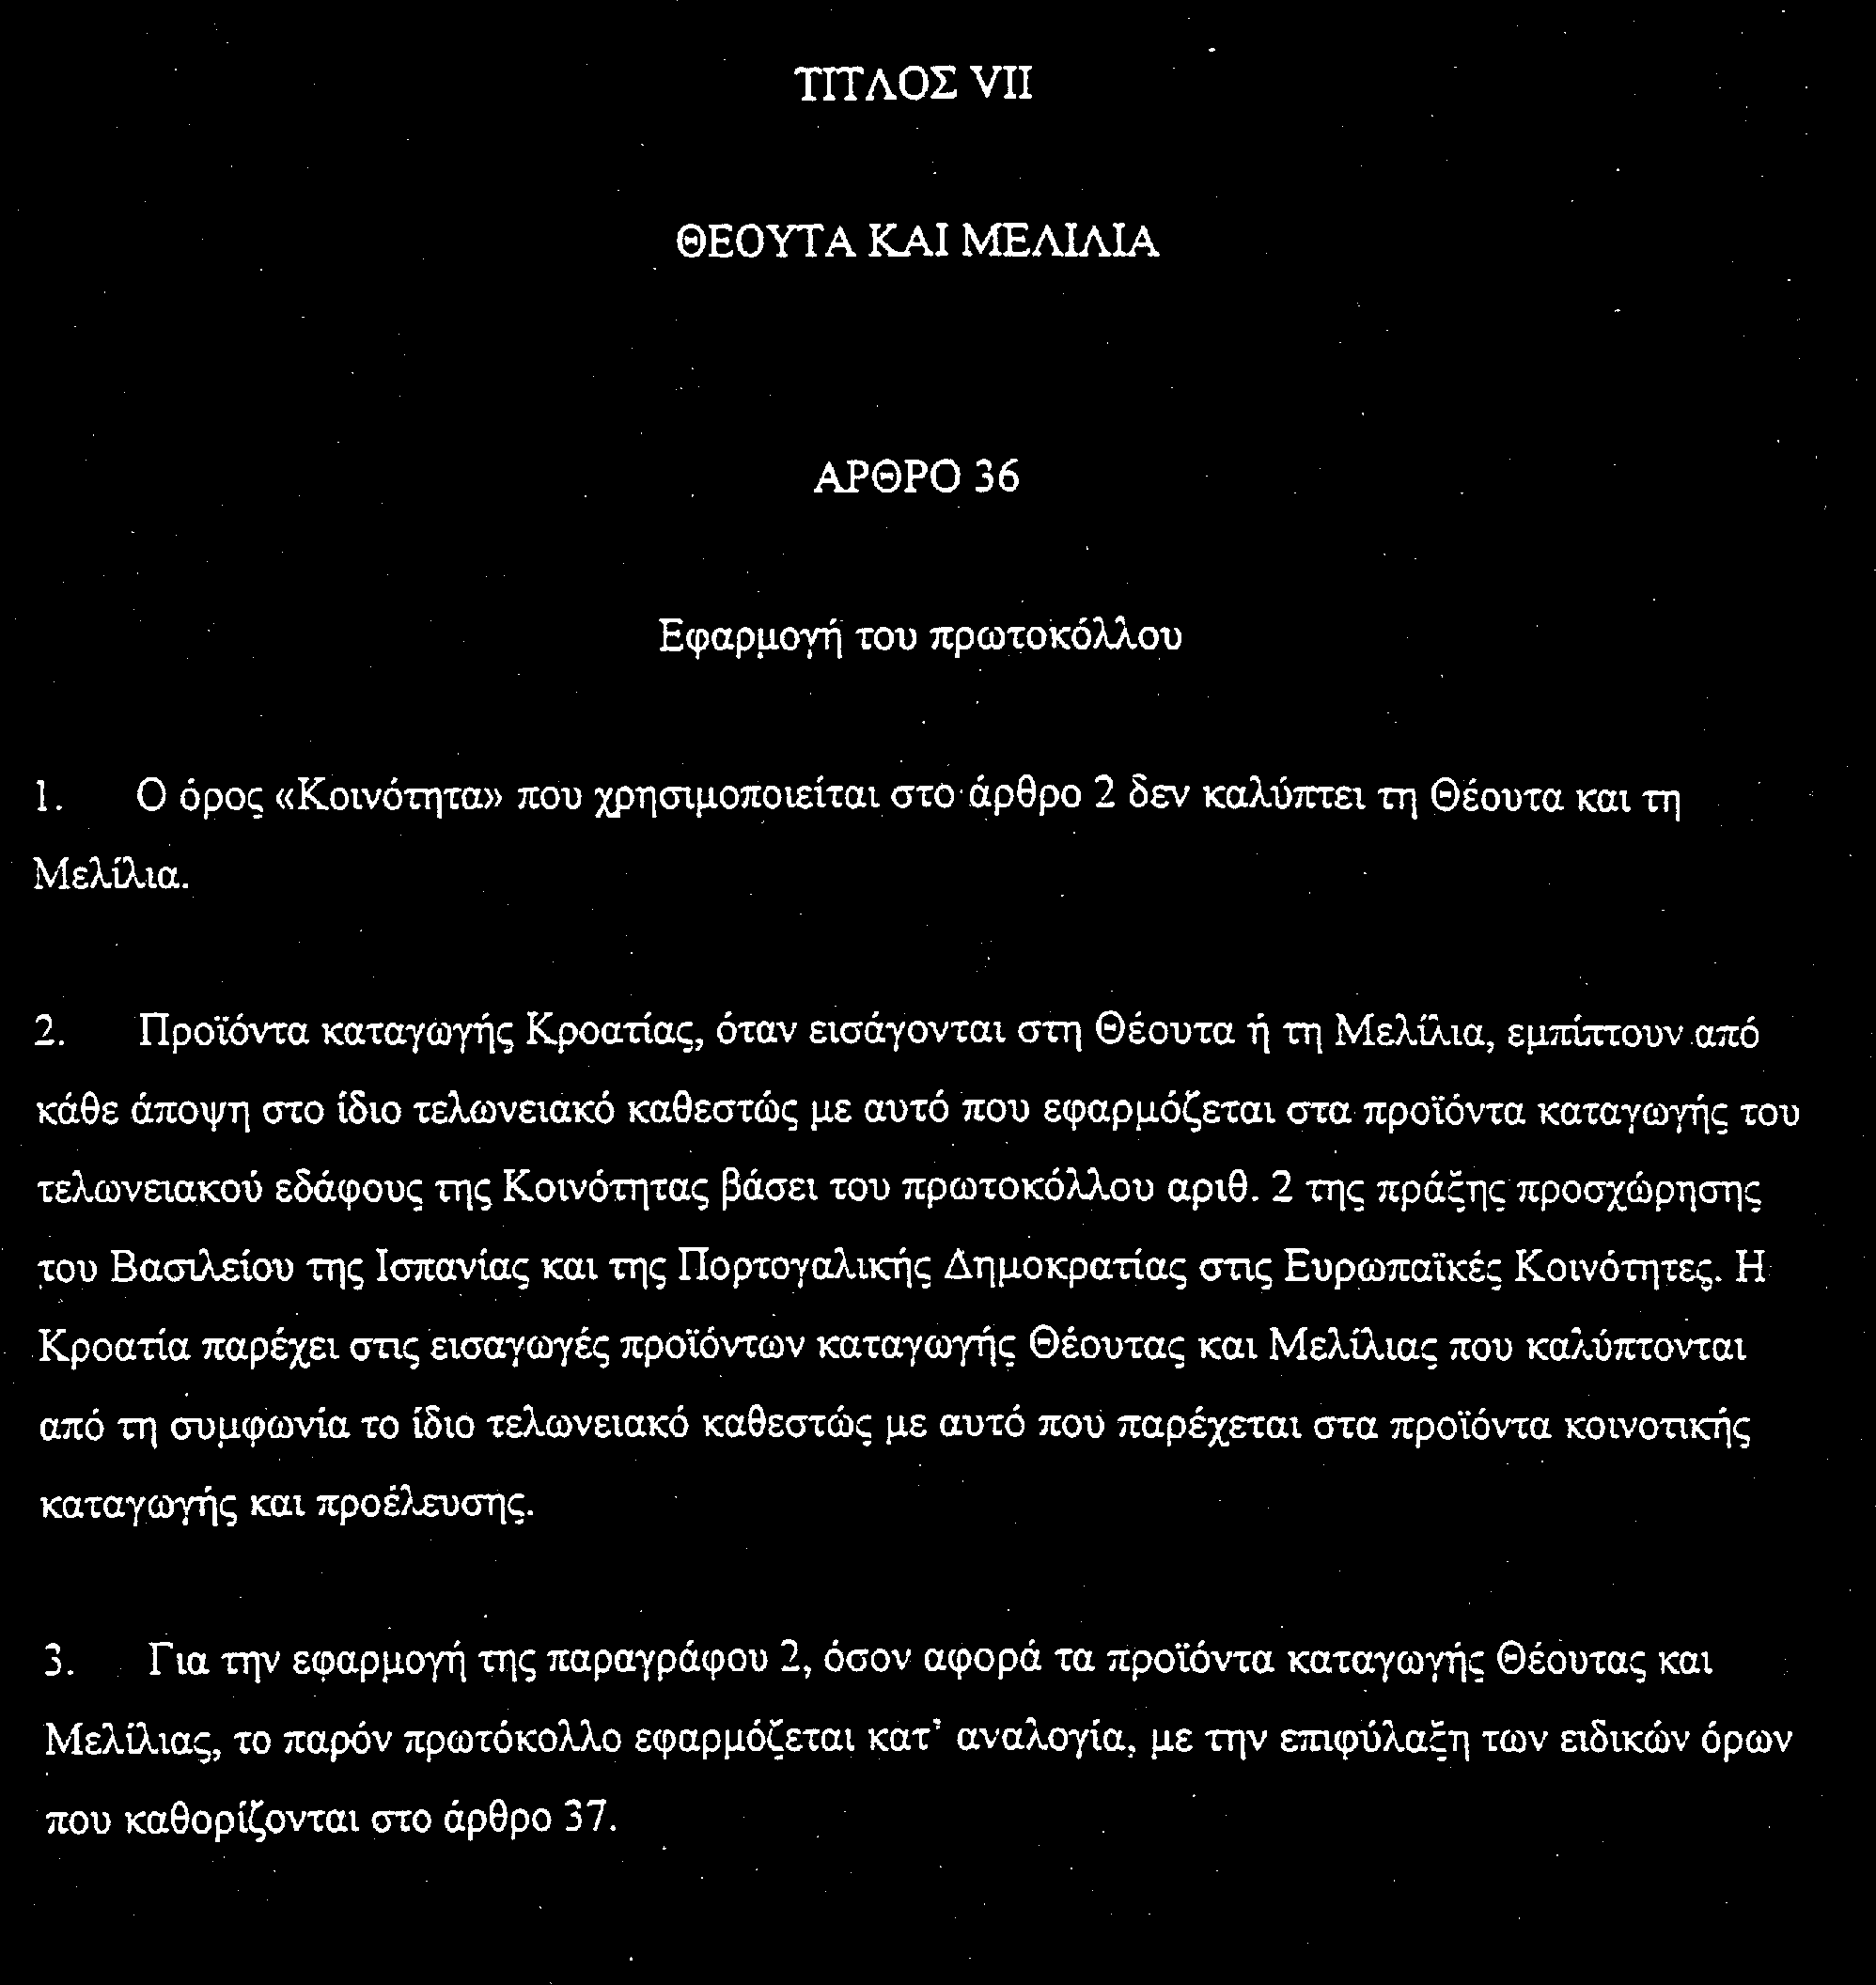 ΤΙΤΛΟΣ VII
ΘΕΟΥΤΑ ΚΑΙ ΜΕΛΙΛΙΑ
ΑΡΘΡΟ 36
Εφαρμογή του πρωτοκόλλου
1. Ο όρος «Κοινότητα» που χρησιμοποιείται στο άρθρο 2 δεν καλύπτει τη Θέουτα και τη
Μελίλια.
2. Προϊόντα καταγωγής Κροατίας, όταν εισάγονται στη Θέουτα ή τη Μελίλια, εμπίπτουν από
κάθε άποψη στο ίδιο τελωνειακό καθεστώς με αυτό που εφαρμόζεται στα προϊόντα καταγωγής του
τελωνειακού εδάφους της Κοινότητας βάσει του πρωτοκόλλου αριθ. 2 της πράξης προσχώρησης
του Βασιλείου της Ισπανίας και της Πορτογαλικής Δημοκρατίας στις Ευρωπαϊκές Κοινότητες. Η
Κροατία παρέχει στις εισαγωγές προϊόντων καταγωγής Θέουτας και Μελίλιας που καλύπτονται
από τη συμφωνία το ίδιο τελωνειακό καθεστώς με αυτό που παρέχεται στα προϊόντα κοινοτικής
καταγωγής και προέλευσης.
3. Για την εφαρμογή της παραγράφου 2, όσον αφορά τα προϊόντα καταγωγής Θέουτας και
Μελίλιας, το παρόν πρωτόκολλο εφαρμόζεται κατ' αναλογία, με την επιφύλαξη των ειδικών όρων
που καθορίζονται στο άρθρο 37.